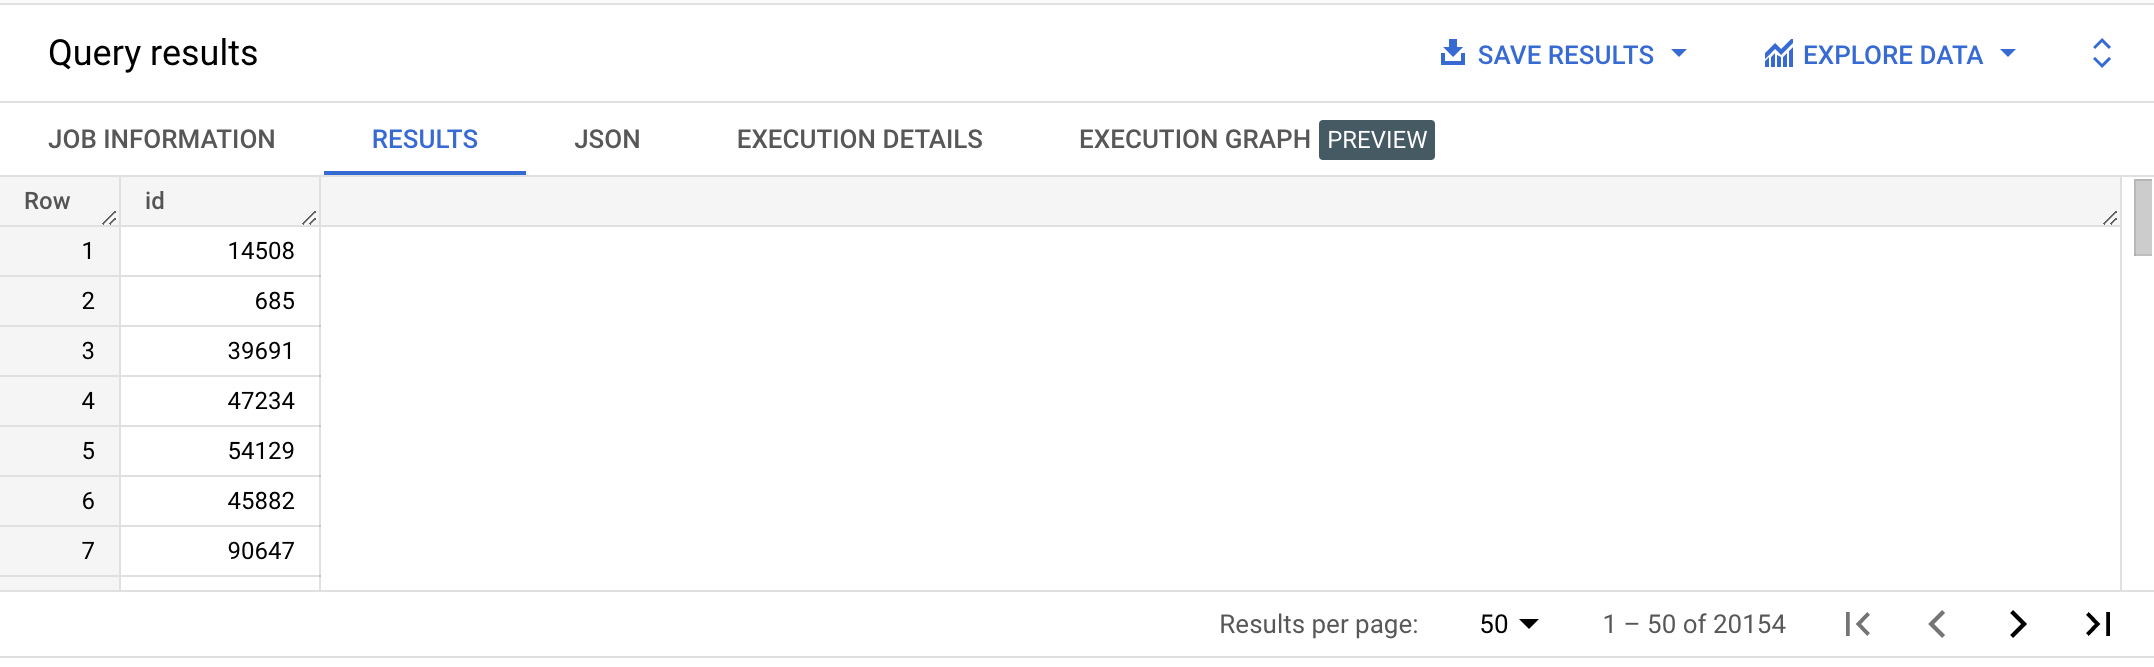 Query results
SAVE RESULTS
EXPLORE DATA
JOB INFORMATION RESULTS JSON EXECUTION DETAILS EXECUTION GRAPH PREVIEW
Row id
1 14508
2 685
3 39691
4 47234
5 54129
6 45882
7 90647
Results per page: 50 1 – 50 of 20154